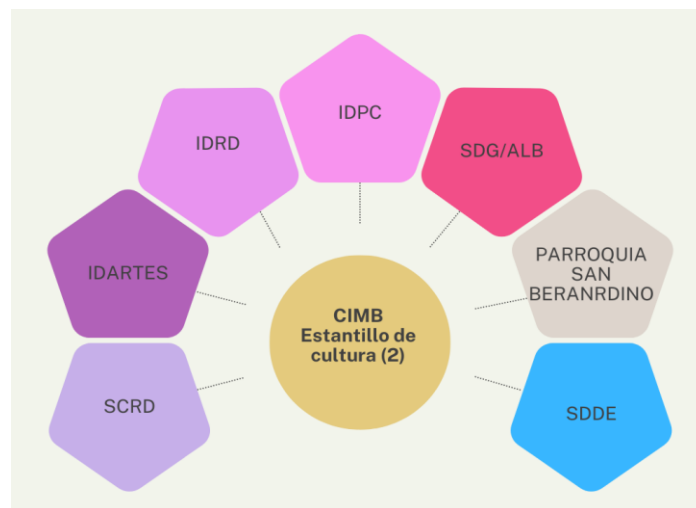 IDPC
IDRD
SDG/ALB
IDARTES
PARROQUIA
SAN
BERANRDINO
CIMB
Estantillo de
cultura (2)
SCRD
SDDE